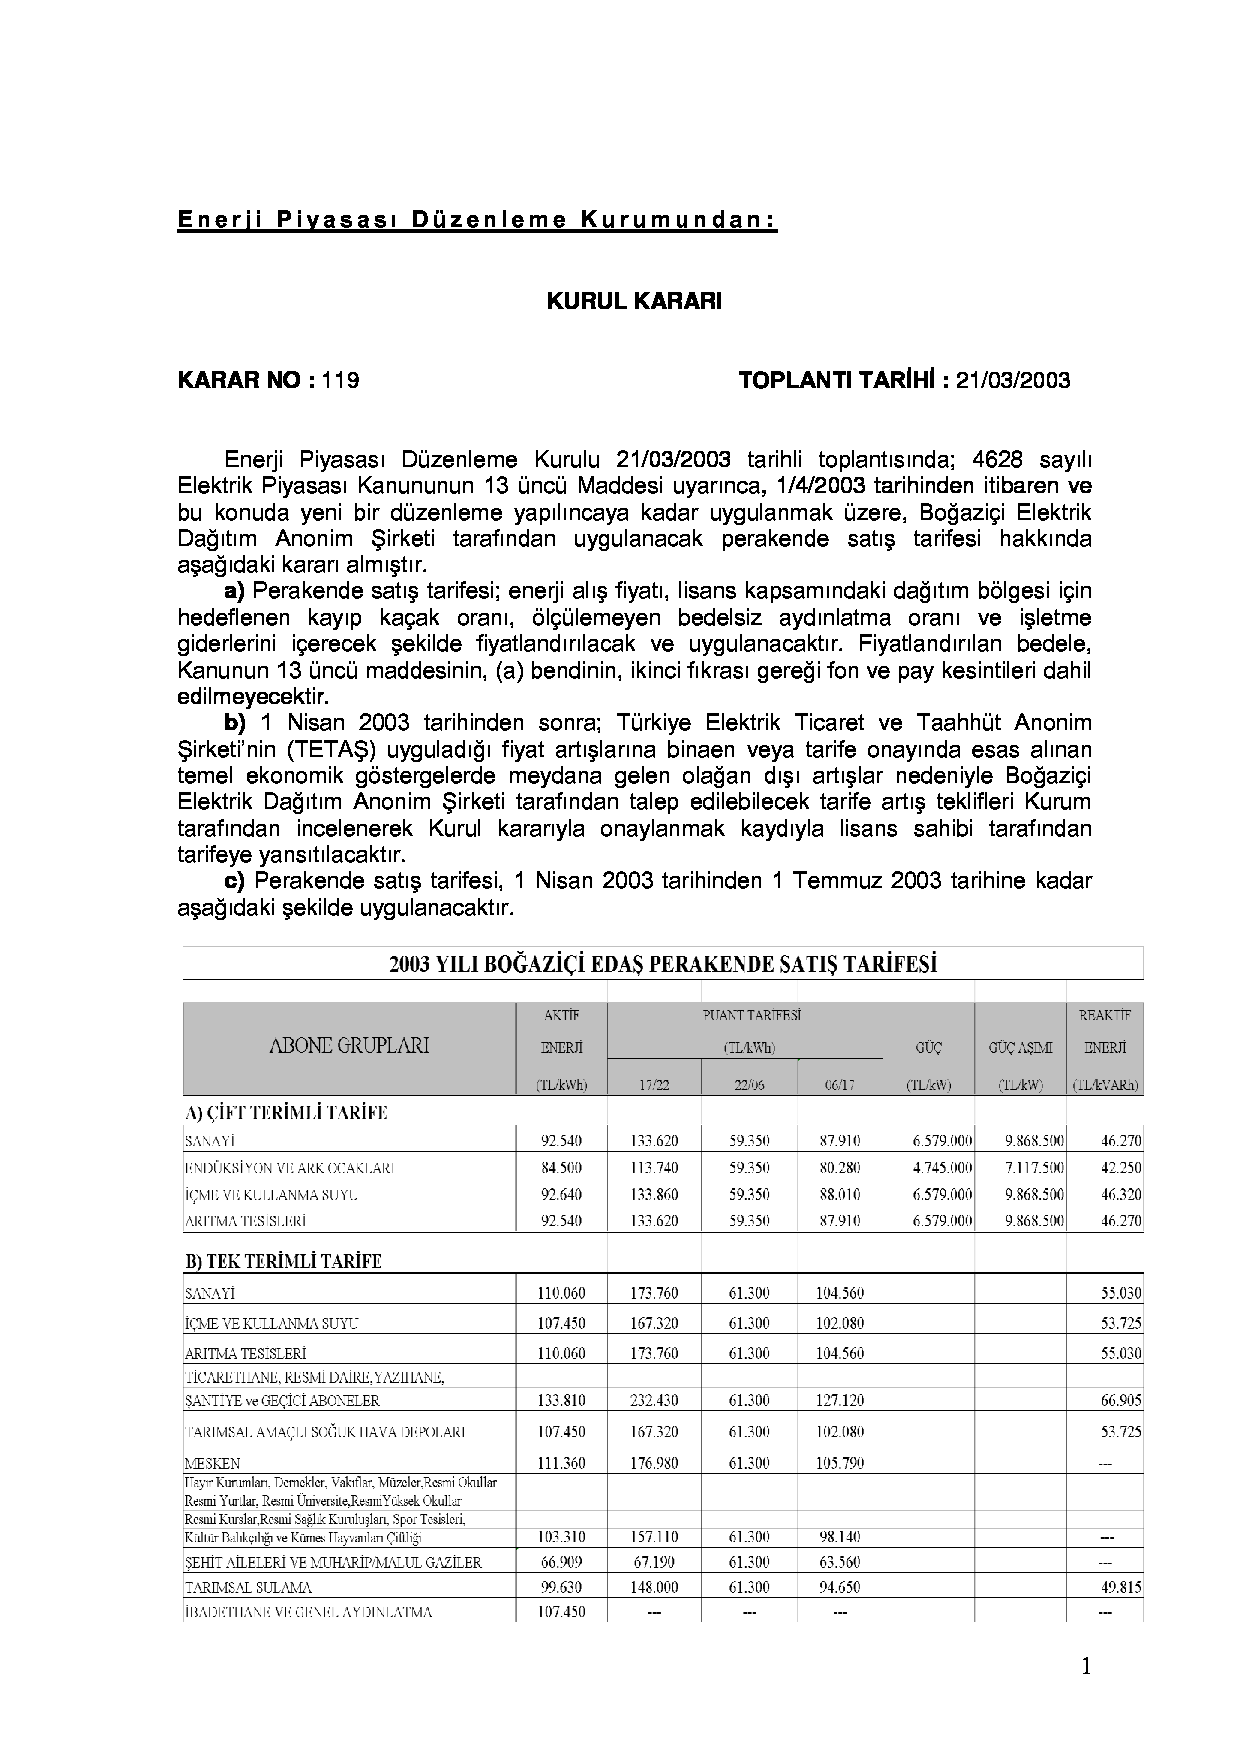 Enerji Piyasası Düzenleme Kurumundan:
KURUL KARARI
KARAR NO : 119 TOPLANTI TARİHİ : 21/03/2003
Enerji Piyasası Düzenleme Kurulu 21/03/2003 tarihli toplantısında; 4628 sayılı
Elektrik Piyasası Kanununun 13 üncü Maddesi uyarınca, 1/4/2003 tarihinden itibaren ve
bu konuda yeni bir düzenleme yapılıncaya kadar uygulanmak üzere, Boğaziçi Elektrik
Dağıtım Anonim Şirketi tarafından uygulanacak perakende satış tarifesi hakkında
aşağıdaki kararı almıştır.
a) Perakende satış tarifesi; enerji alış fiyatı, lisans kapsamındaki dağıtım bölgesi için
hedeflenen kayıp kaçak oranı, ölçülemeyen bedelsiz aydınlatma oranı ve işletme
giderlerini içerecek şekilde fiyatlandırılacak ve uygulanacaktır. Fiyatlandırılan bedele,
Kanunun 13 üncü maddesinin, (a) bendinin, ikinci fıkrası gereği fon ve pay kesintileri dahil
edilmeyecektir.
b) 1 Nisan 2003 tarihinden sonra; Türkiye Elektrik Ticaret ve Taahhüt Anonim
Şirketi’nin (TETAŞ) uyguladığı fiyat artışlarına binaen veya tarife onayında esas alınan
temel ekonomik göstergelerde meydana gelen olağan dışı artışlar nedeniyle Boğaziçi
Elektrik Dağıtım Anonim Şirketi tarafından talep edilebilecek tarife artış teklifleri Kurum
tarafından incelenerek Kurul kararıyla onaylanmak kaydıyla lisans sahibi tarafından
tarifeye yansıtılacaktır.
c) Perakende satış tarifesi, 1 Nisan 2003 tarihinden 1 Temmuz 2003 tarihine kadar
aşağıdaki şekilde uygulanacaktır.
2003 YILI BOĞAZİÇİ EDAŞ PERAKENDE SATIŞ TARİFESİ
AKTİF PUANT TARİFESİ REAKTİF
ABONE GRUPLARI ENERJİ (TL/kWh) GÜÇ GÜÇ AŞIMI ENERJİ
(TL/kWh) 17/22 22/06 06/17 (TL/kW) (TL/kW) (TL/kVARh)
A) ÇİFT TERİMLİ TARİFE
SANAYİ 92.540 133.620 59.350 87.910 6.579.000 9.868.500 46.270
ENDÜKSİYON VE ARK OCAKLARI 84.500 113.740 59.350 80.280 4.745.000 7.117.500 42.250
İÇME VE KULLANMA SUYU 92.640 133.860 59.350 88.010 6.579.000 9.868.500 46.320
ARITMA TESİSLERİ 92.540 133.620 59.350 87.910 6.579.000 9.868.500 46.270
B) TEK TERİMLİ TARİFE
SANAYİ 110.060 173.760 61.300 104.560 55.030
İÇME VE KULLANMA SUYU 107.450 167.320 61.300 102.080 53.725
ARITMA TESİSLERİ 110.060 173.760 61.300 104.560 55.030
TİCARETHANE, RESMİ DAİRE,YAZIHANE,
ŞANTİYE ve GEÇİCİ ABONELER 133.810 232.430 61.300 127.120 66.905
TARIMSAL AMAÇLI SOĞUK HAVA DEPOLARI 107.450 167.320 61.300 102.080 53.725
MESKEN 111.360 176.980 61.300 105.790 ---
Hayır Kurumları, Dernekler, Vakıflar, Müzeler,Resmi Okullar
Resmi Yurtlar, Resmi Üniversite,ResmiYüksek Okullar
Resmi Kurslar,Resmi Sağlık Kuruluşları, Spor Tesisleri,
Kültür Balıkçılığı ve Kümes Hayvanları Çiftliği) 103.310 157.110 61.300 98.140 ---
ŞEHİT AİLELERİ VE MUHARİP/MALUL GAZİLER 66.909 67.190 61.300 63.560 ---
TARIMSAL SULAMA 99.630 148.000 61.300 94.650 49.815
İBADETHANE VE GENEL AYDINLATMA 107.450 --- --- --- ---
1